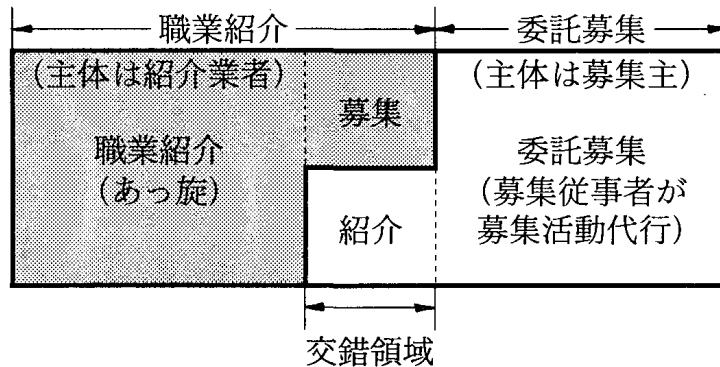 職業紹介
委託募集
(主体は紹介業者)
職業紹介
(あっ旋)
募集
紹介
(主体は募集主)
委託募集
(募集従事者が
募集活動代行)
交錯領域